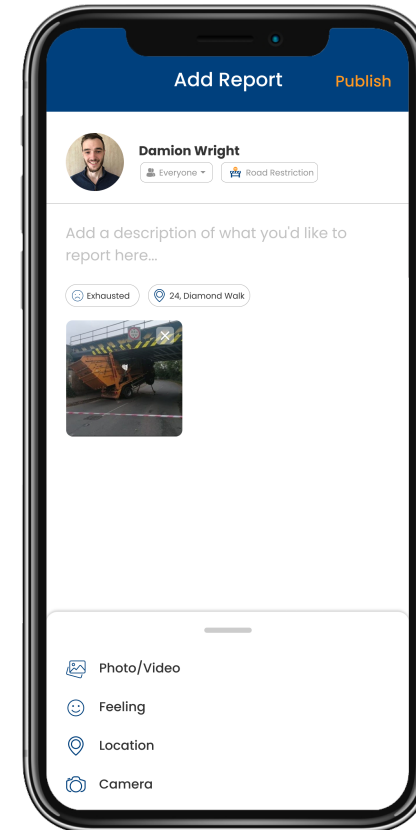 Add Report
Publish
Damion Wright
Everyone
Road Restriction
Add a description of what you'd like to
report here...
Exhausted
24, Diamond Walk
Photo/Video
Feeling
Location
Camera